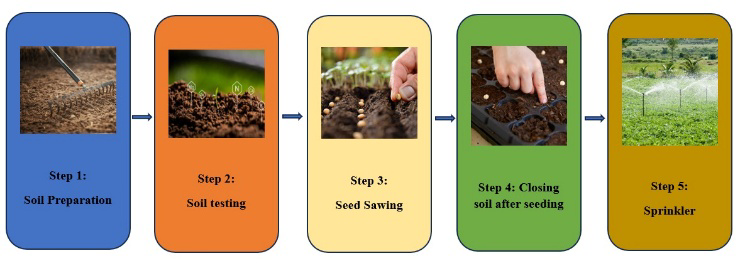 Step 1:
Soil Preparation
N
Step 2:
Soil testing
Step 3:
Seed Sawing
Step 4: Closing
soil after seeding
Step 5:
Sprinkler